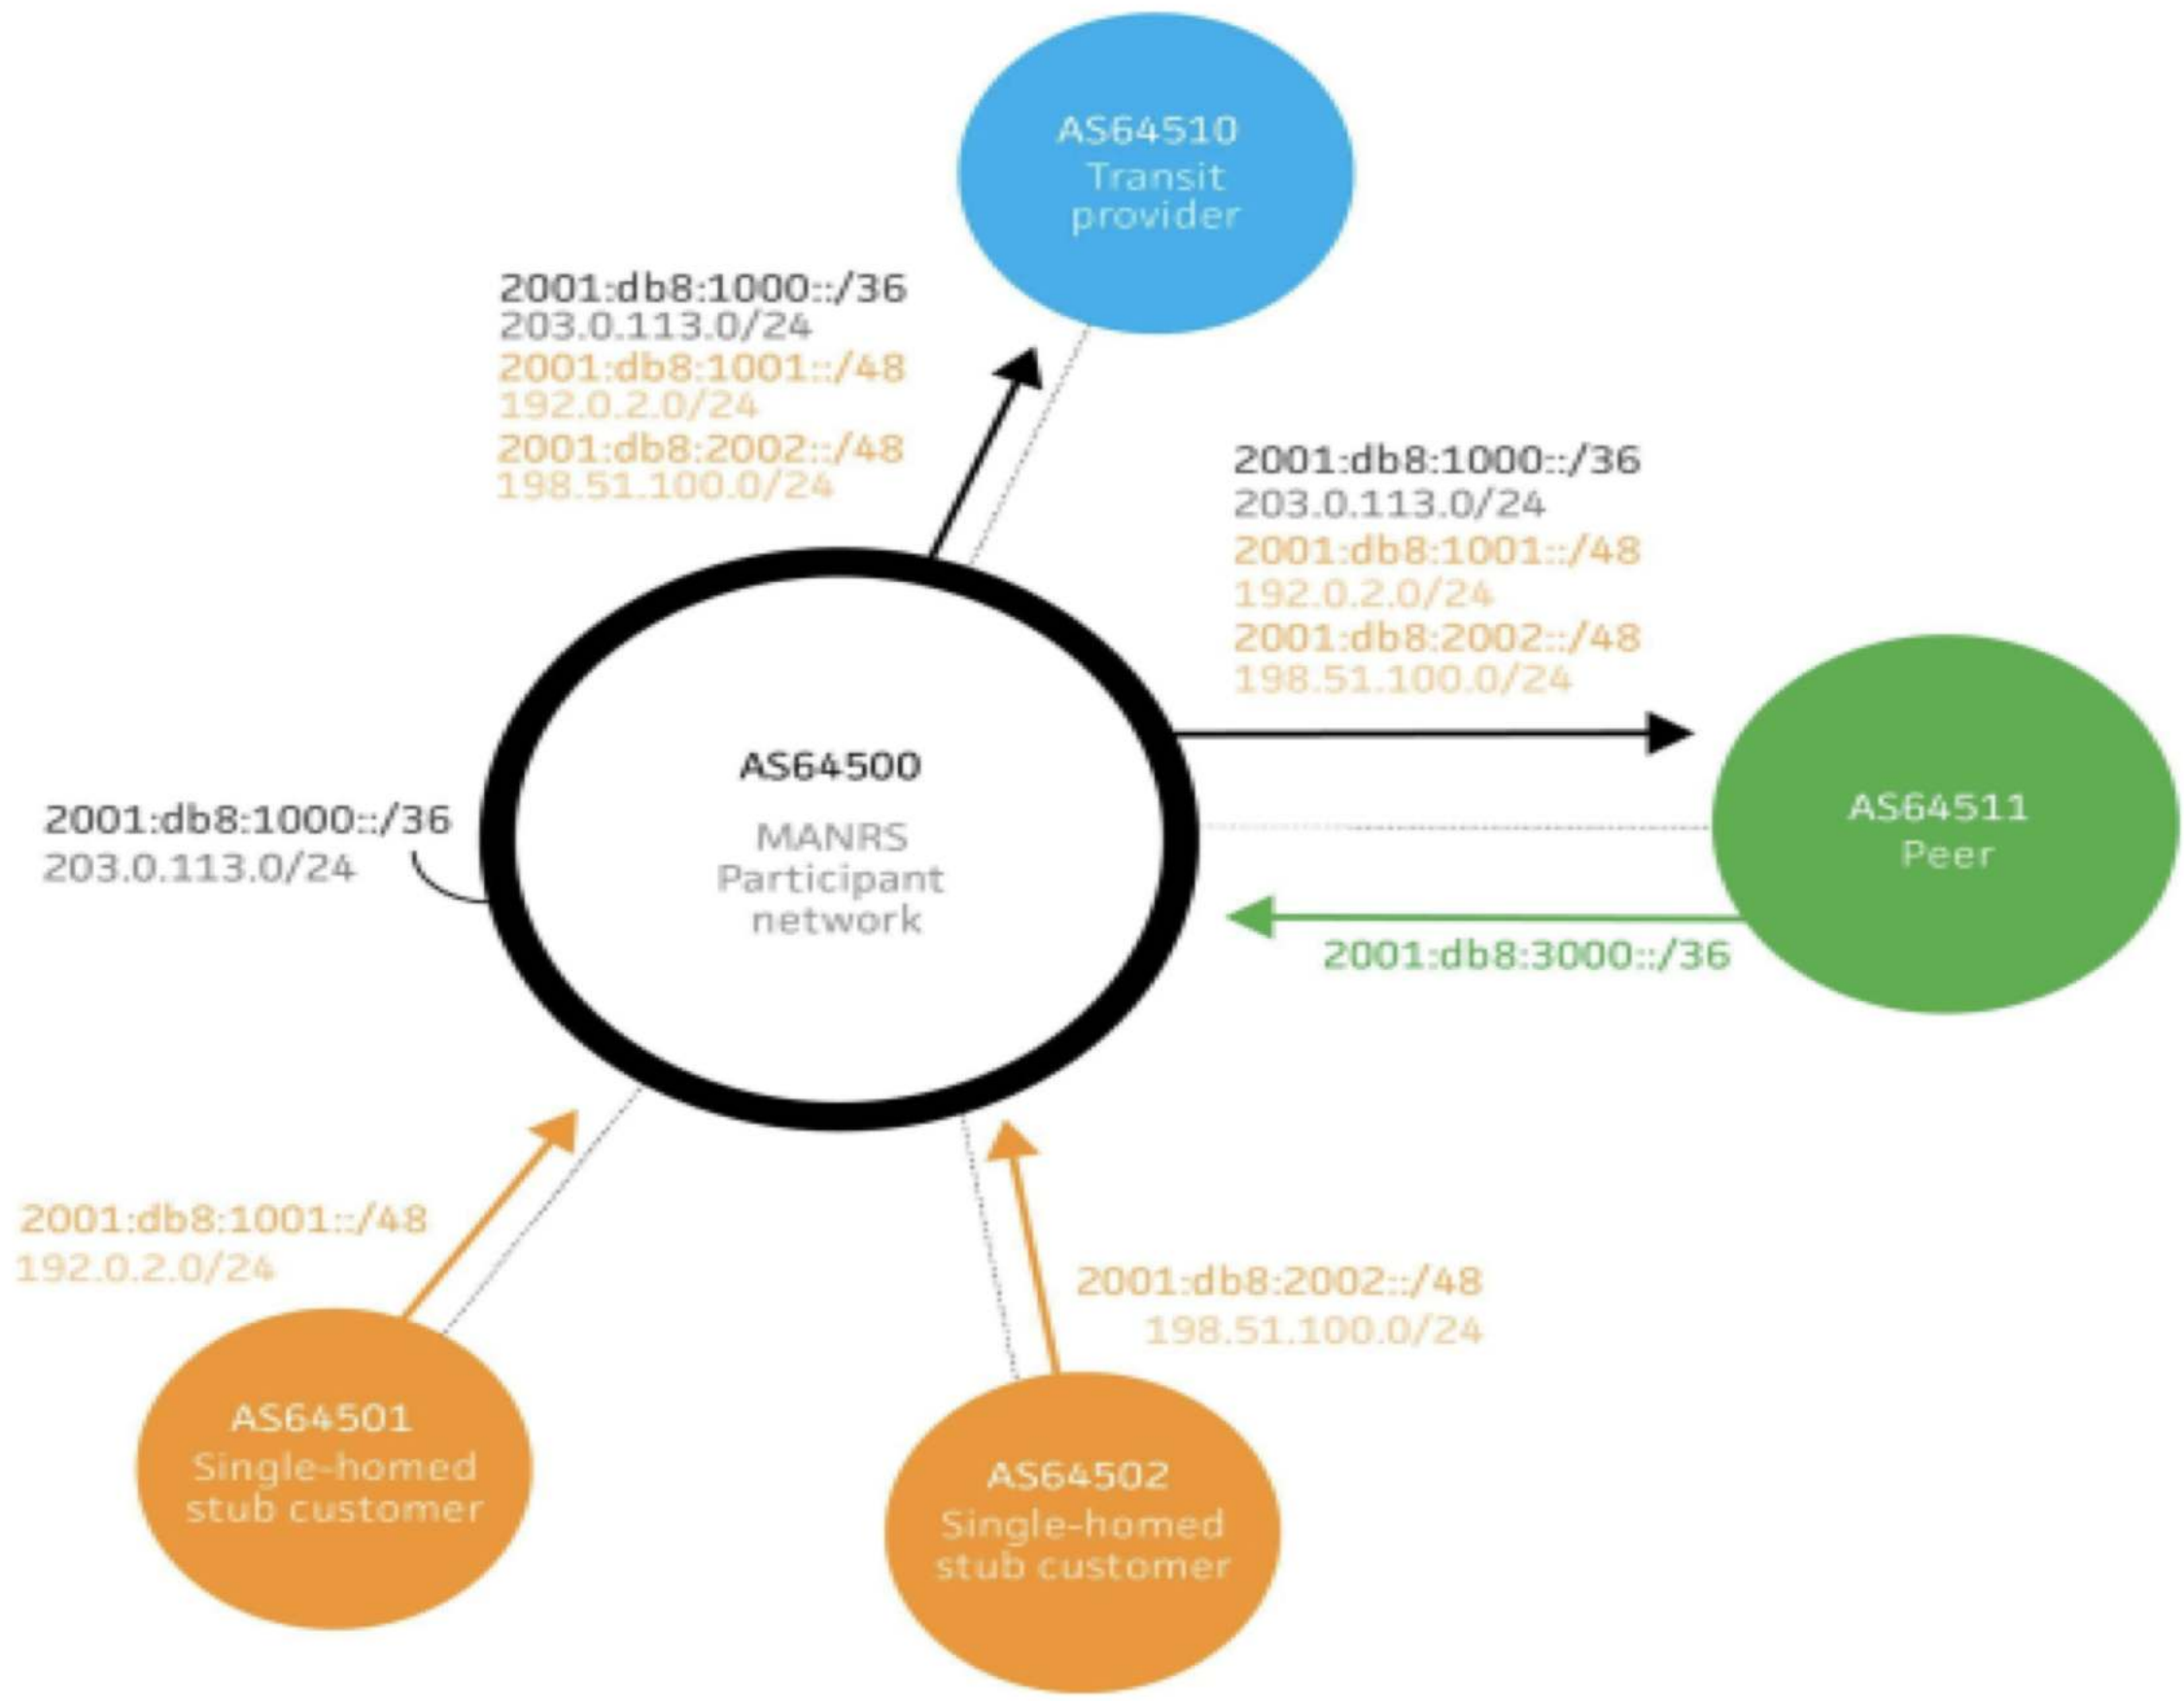 AS64510
Transit
provider
2001:db8:1000::/36
203.0.113.0/24
2001:db8:1001::/48
192.0.2.0/24
2001:db8:2002::/48
198.51.100.0/24
2001:db8:1000::/36
203.0.113.0/24
2001:db8:1001::/48
192.0.2.0/24
2001:db8:2002::/48
198.51.100.0/24
AS64500
MANRS
Participant
network
2001:db8:1000::/36
203.0.113.0/24
AS64511
Peer
2001:db8:3000::/36
2001:db8:1001::/48
192.0.2.0/24
2001:db8:2002::/48
198.51.100.0/24
AS64501
Single-homed
stub customer
AS64502
Single-homed
stub customer